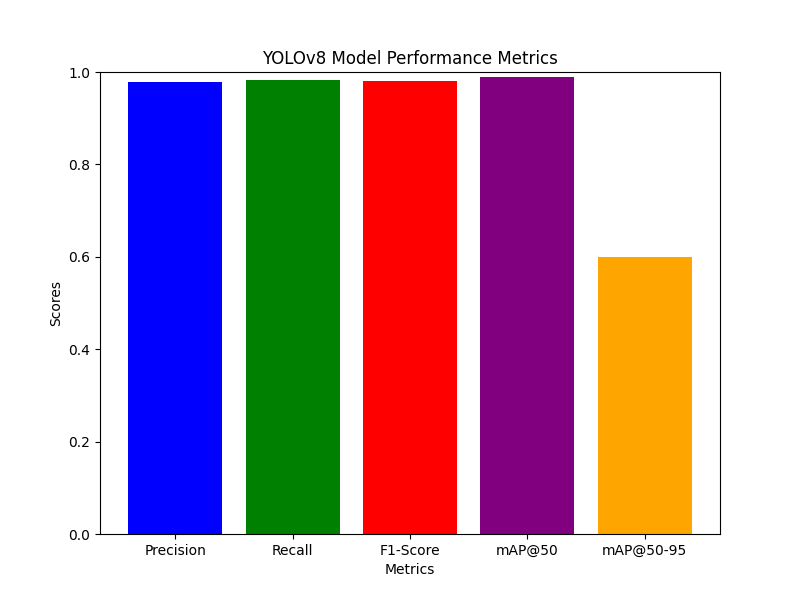 YOLOv8 Model Performance Metrics
1.0
0.8
0.6
0.4
0.2
0.0
Scores
Precision Recall F1-Score mAP@50 mAP@50-95
Metrics